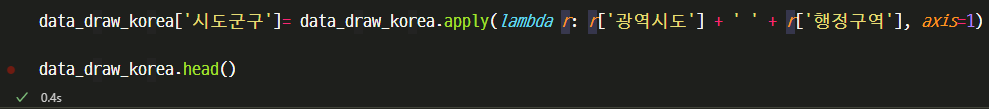 data_draw_korea['시도군구']= data_draw_korea.apply(lambda r: r['광역시도'] + ' ' + r['행정구역'], axis=1)
data_draw_korea.head()
0.4s